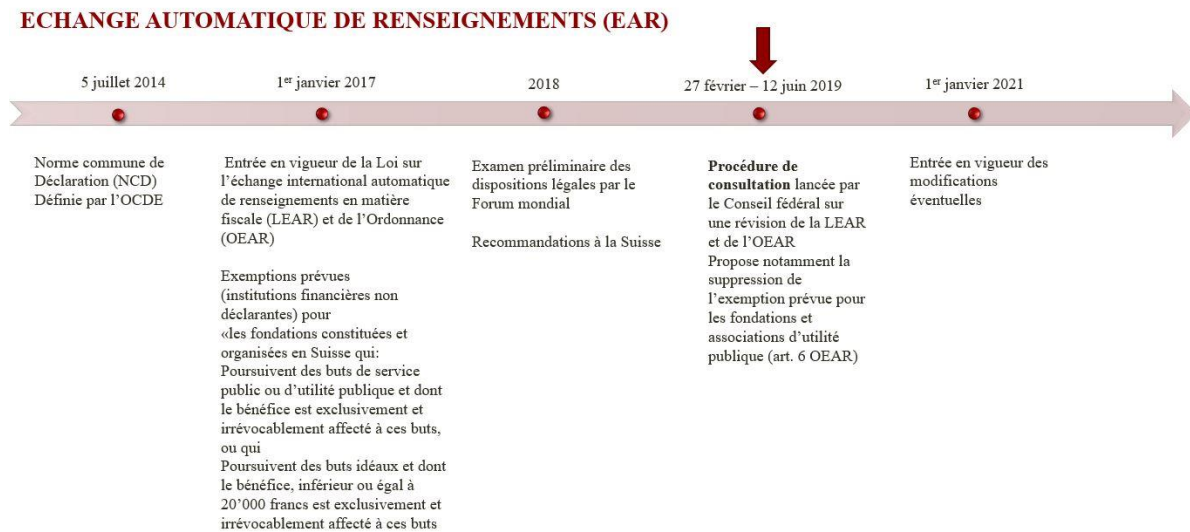 ECHANGE AUTOMATIQUE DE RENSEIGNEMENTS (EAR)
5 juillet 2014
1er janvier 2017
2018
27 février – 12 juin 2019
1er janvier 2021
Norme commune de
Déclaration (NCD)
Définie par l’OCDE
Entrée en vigueur de la Loi sur
l’échange international automatique
de renseignements en matière
fiscale (LEAR) et de l’Ordonnance
(OEAR)
Exemptions prévues
(institutions financières non
déclarantes) pour
«les fondations constituées et
organisées en Suisse qui:
Poursuivent des buts de service
public ou d’utilité publique et dont
le bénéfice est exclusivement et
irrévocablement affecté à ces buts,
ou qui
Poursuivent des buts idéaux et dont
le bénéfice, inférieur ou égal à
20’000 francs est exclusivement et
irrévocablement affecté à ces buts
Examen préliminaire des
dispositions légales par le
Forum mondial
Recommandations à la Suisse
Procédure de
consultation lancée par
le Conseil fédéral sur
une révision de la LEAR
et de l’OEAR
Propose notamment la
suppression de
l’exemption prévue pour
les fondations et
associations d’utilité
publique (art. 6 OEAR)
Entrée en vigueur des
modifications
éventuelles